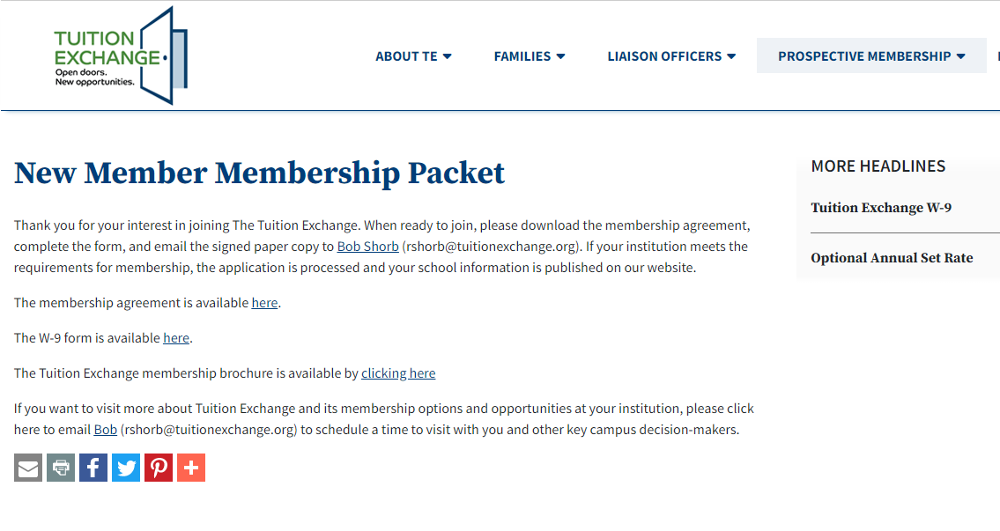 TUITION
EXCHANGE
Open doors.
New opportunities.
ABOUT TE
FAMILIES
LIAISON OFFICERS
PROSPECTIVE MEMBERSHIP
New Member Membership Packet
Thank you for your interest in joining The Tuition Exchange. When ready to join, please download the membership agreement,
complete the form, and email the signed paper copy to Bob Shorb (rshorb@tuitionexchange.org). If your institution meets the
requirements for membership, the application is processed and your school information is published on our website.
The membership agreement is available here.
The W-9 form is available here.
The Tuition Exchange membership brochure is available by clicking here
If you want to visit more about Tuition Exchange and its membership options and opportunities at your institution, please click
here to email Bob (rshorb@tuitionexchange.org) to schedule a time to visit with you and other key campus decision-makers.
MORE HEADLINES
Tuition Exchange W-9
Optional Annual Set Rate